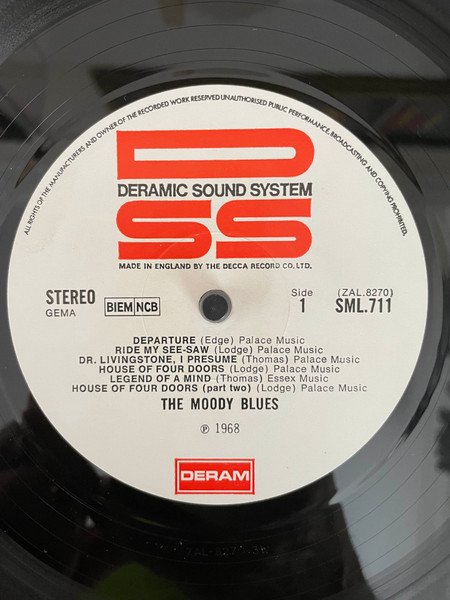 ALL RIGHTS OF THE MANUFACTURERS AND OWNER OF THE RECORDED WORK RESERVED UNAUTHORISED PUBLIC PERFORMANCE, BROADCASTING AND COPYING PROHIBITED.
D
DERAMIC SOUND SYSTEM
SS
MADE IN ENGLAND BY THE DECCA RECORD CO. LTD.
STEREO BIEM NCB Side (ZAL.8270)
GEMA 1 SML.711
DEPARTURE (Edge) Palace Music
RIDE MY SEE-SAW (Lodge) Palace Music
DR. LIVINGSTONE, I PRESUME (Thomas) Palace Music
HOUSE OF FOUR DOORS (Lodge) Palace Music
LEGEND OF A MIND (Thomas) Essex Music
HOUSE OF FOUR DOORS (part two) (Lodge) Palace Music
THE MOODY BLUES
℗ 1968
DERAM